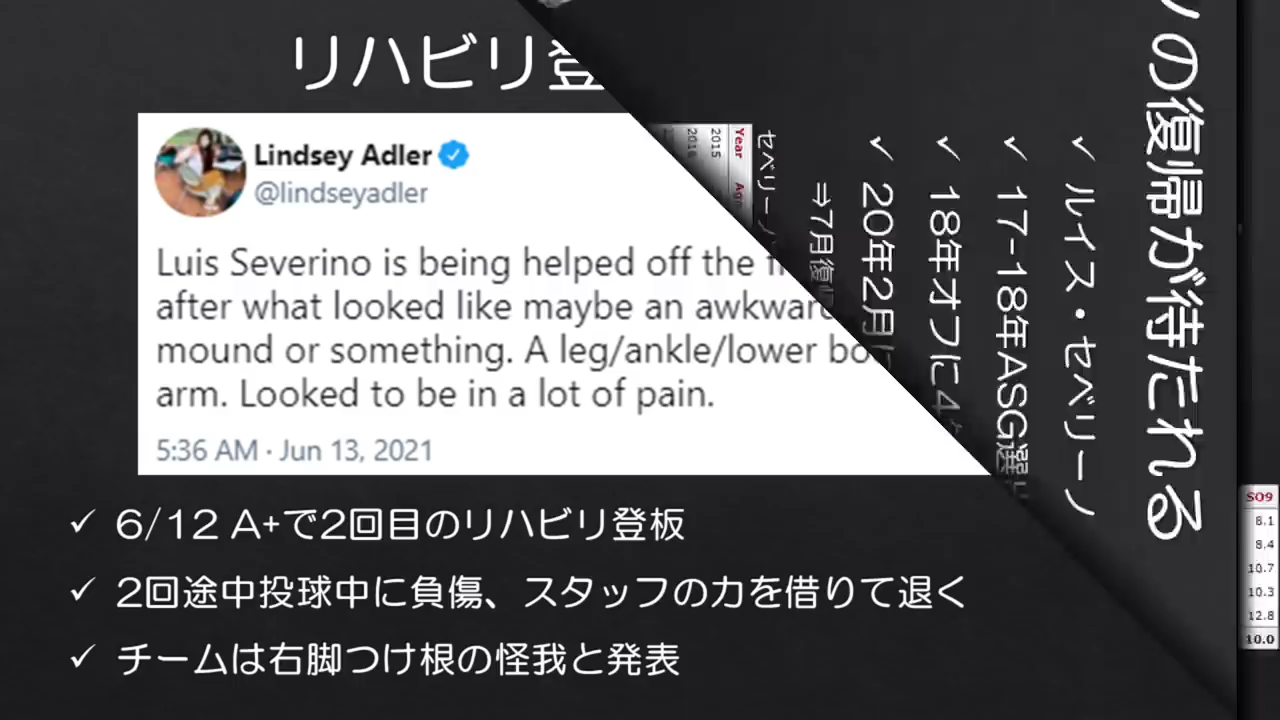 リハビリ登
Lindsey Adler
@lindseyadler
Luis Severino is being helped off the
after what looked like maybe an awkward
mound or something. A leg/ankle/lower bo
arm. Looked to be in a lot of pain.
5:36 AM · Jun 13, 2021
✓ 6/12 A+で2回目のリハビリ登板
✓ 2回途中投球中に負傷、スタッフの力を借りて退く
✓ チームは右脚つけ根の怪我と発表
ノの復帰が待たれる
✓ ルイス・セベリーノ
✓ 17-18年ASG選
✓ 18年オフに4
✓ 20年2月に
⇒7月復
セベリーノ
Year
2015
2016
SO9
8.1
8.4
10.7
10.3
12.8
10.0